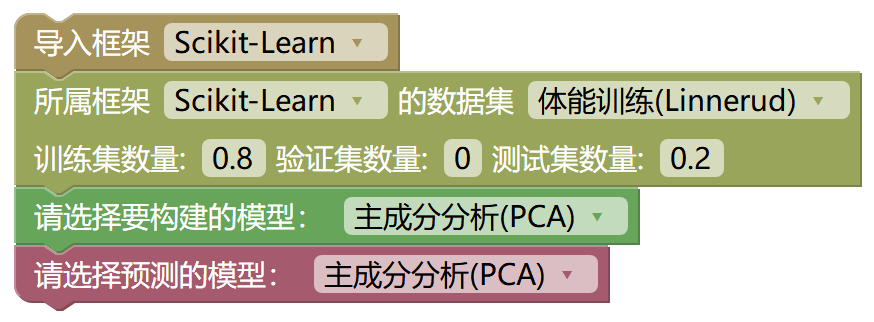 导入框架 Scikit-Learn
所属框架 Scikit-Learn 的数据集 体能训练(Linnerud)
训练集数量: 0.8 验证集数量: 0 测试集数量: 0.2
请选择要构建的模型： 主成分分析(PCA)
请选择预测的模型： 主成分分析(PCA)